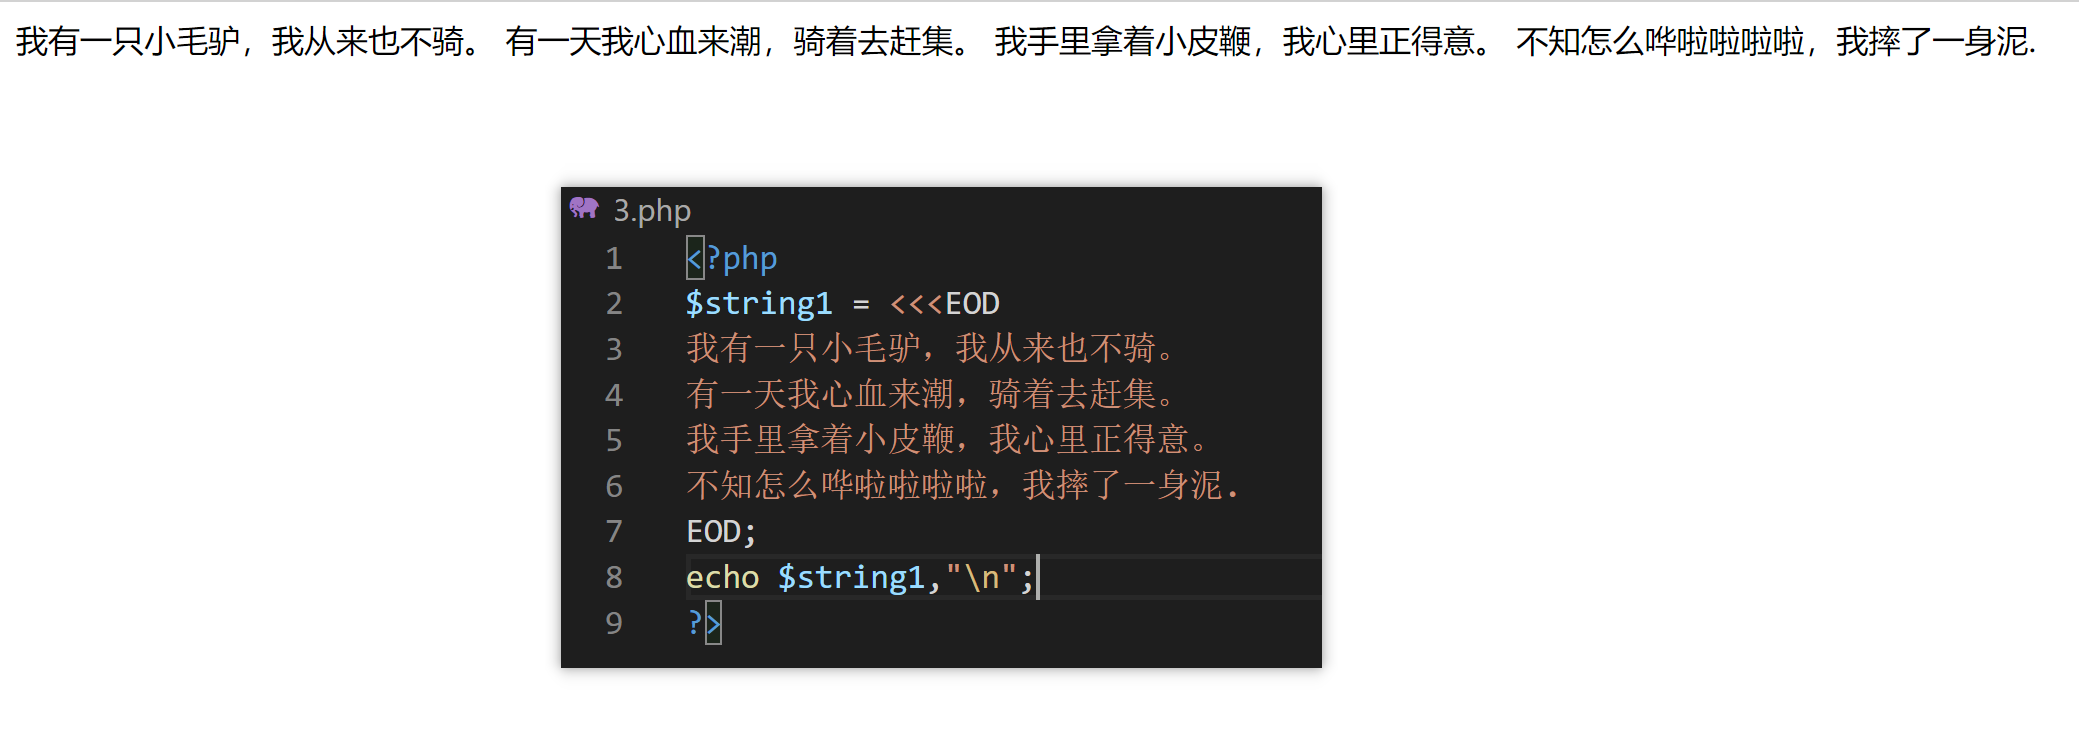 我有一只小毛驴，我从来也不骑。 有一天我心血来潮，骑着去赶集。 我手里拿着小皮鞭，我心里正得意。 不知怎么哗啦啦啦啦，我摔了一身泥.
3.php
1 <?php
2 $string1 = <<<EOD
3 我有一只小毛驴，我从来也不骑。
4 有一天我心血来潮，骑着去赶集。
5 我手里拿着小皮鞭，我心里正得意。
6 不知怎么哗啦啦啦啦，我摔了一身泥.
7 EOD;
8 echo $string1,"\n";
9 ?>